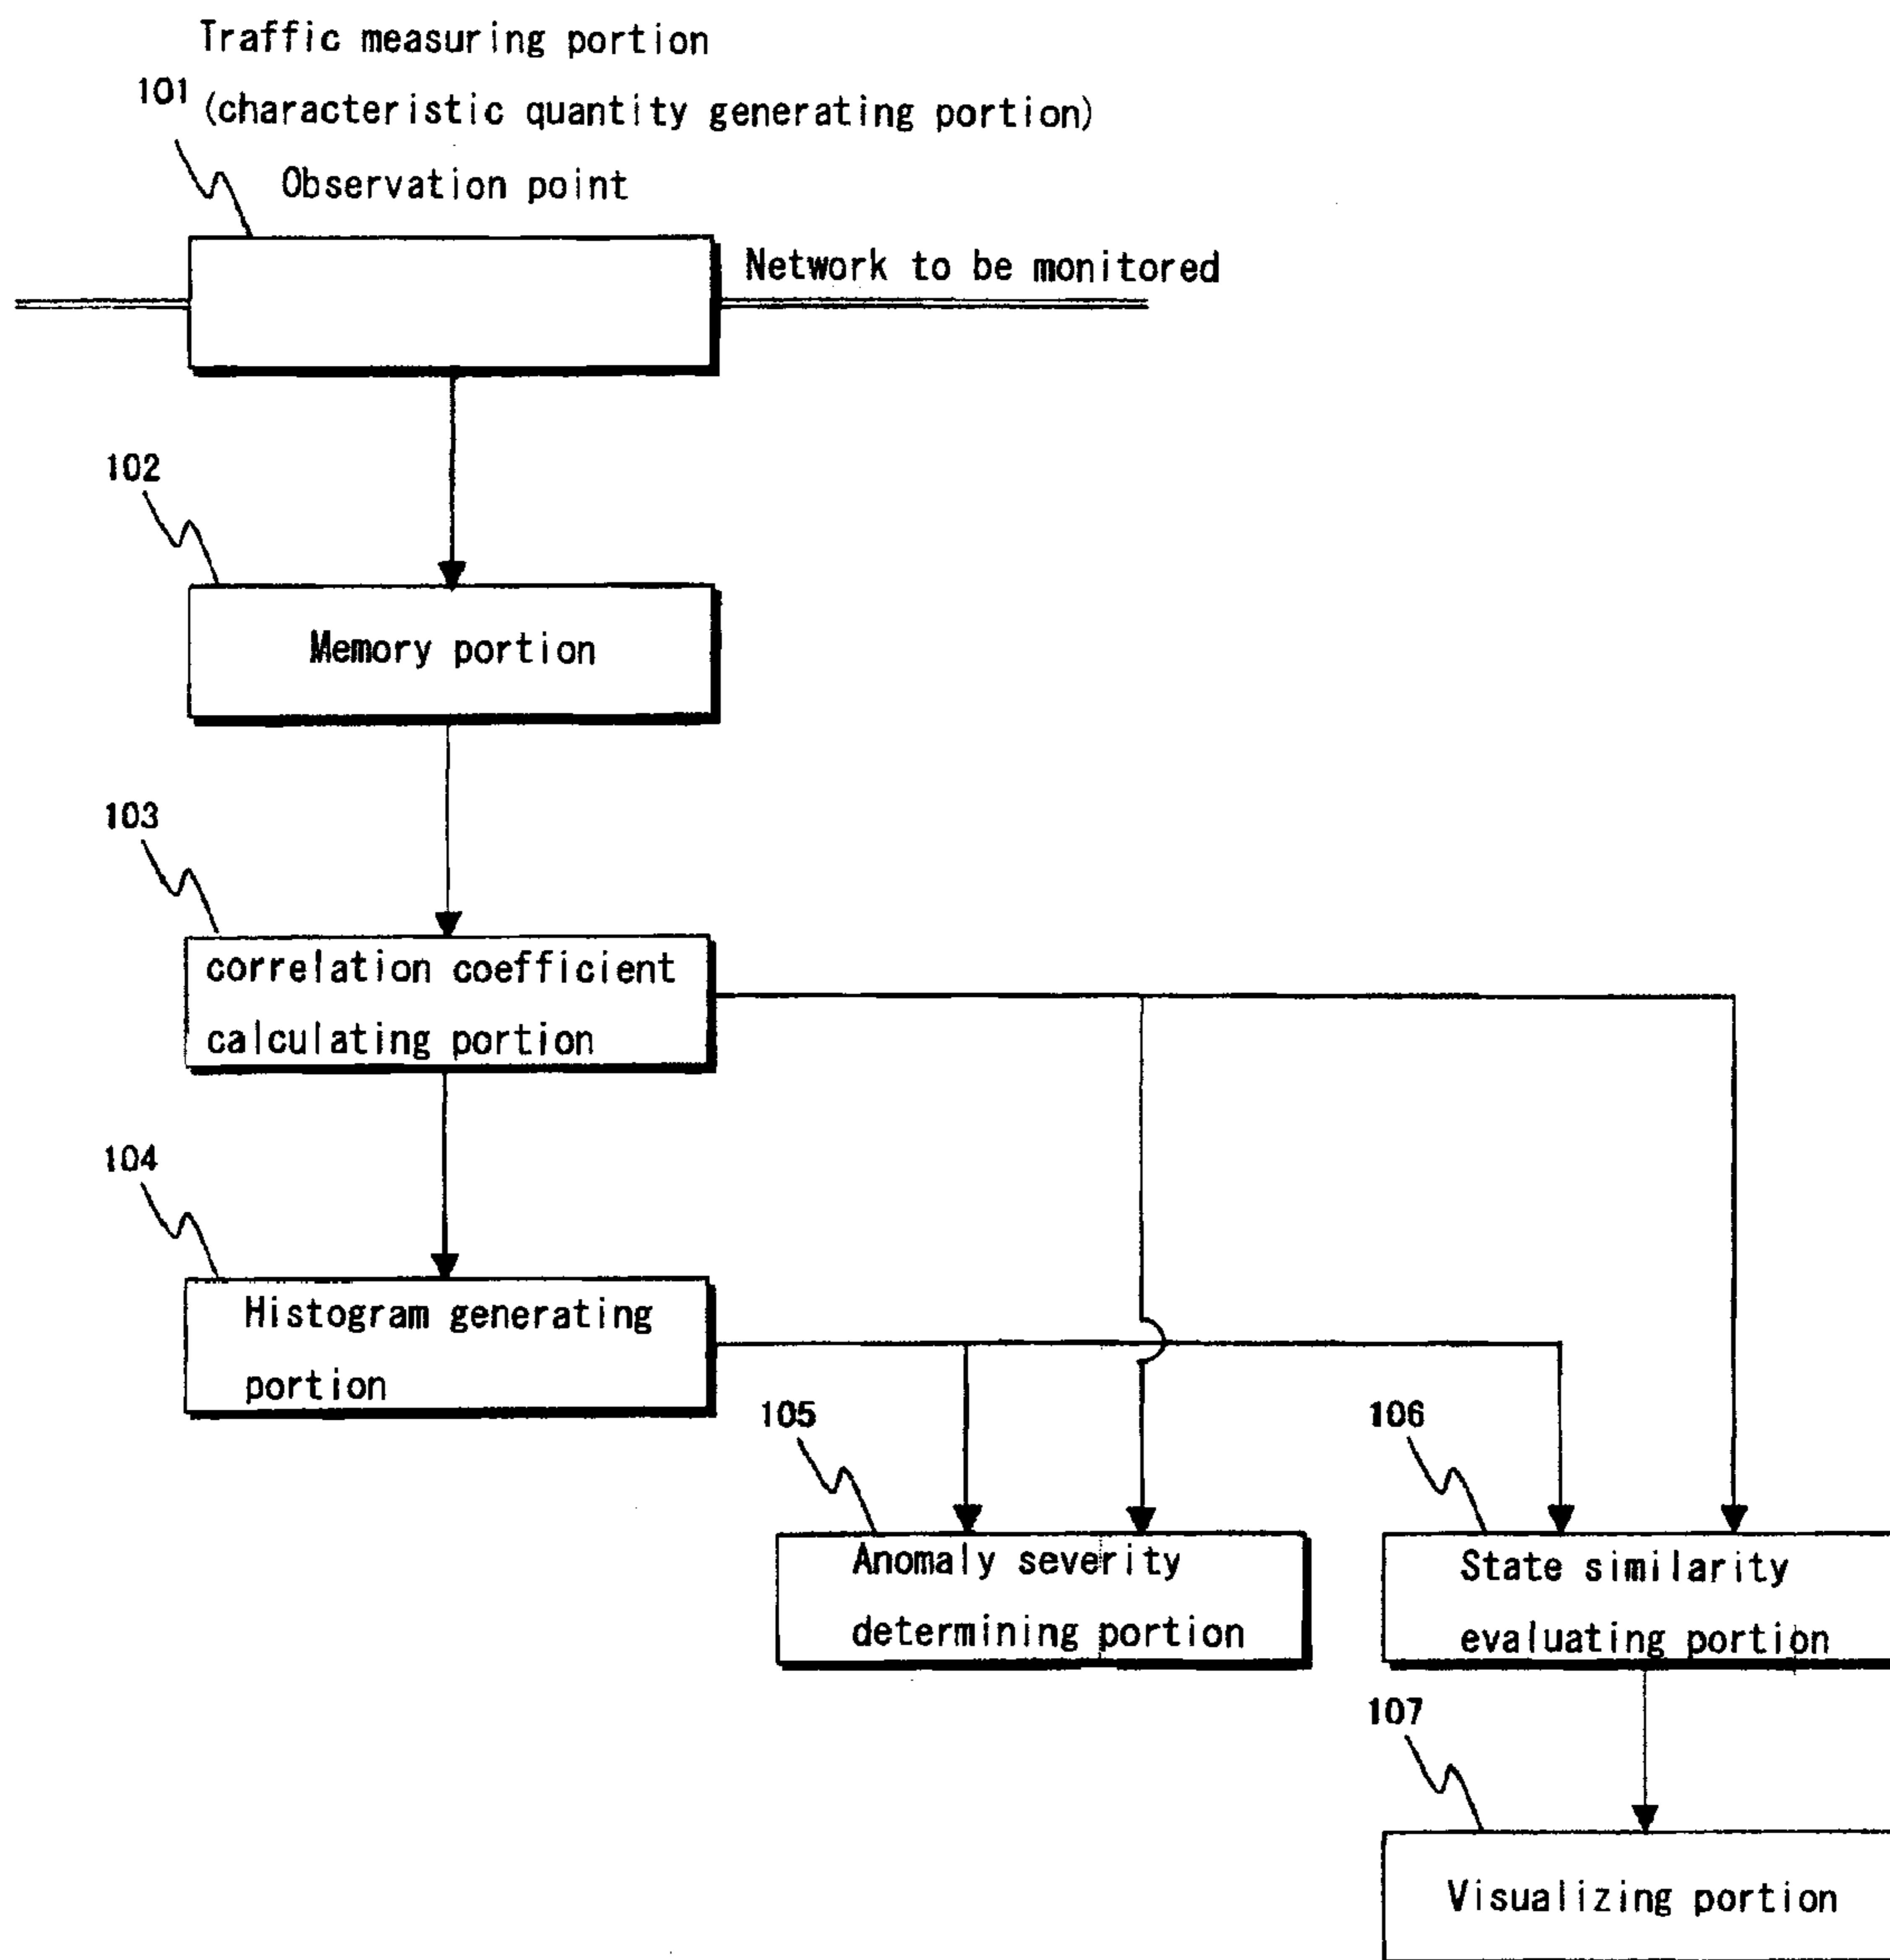 Traffic measuring portion
101 (characteristic quantity generating portion)
Observation point
Network to be monitored
102
Memory portion
103
correlation coefficient
calculating portion
104
Histogram generating
portion
105
106
Anomaly severity
determining portion
State similarity
evaluating portion
107
Visualizing portion